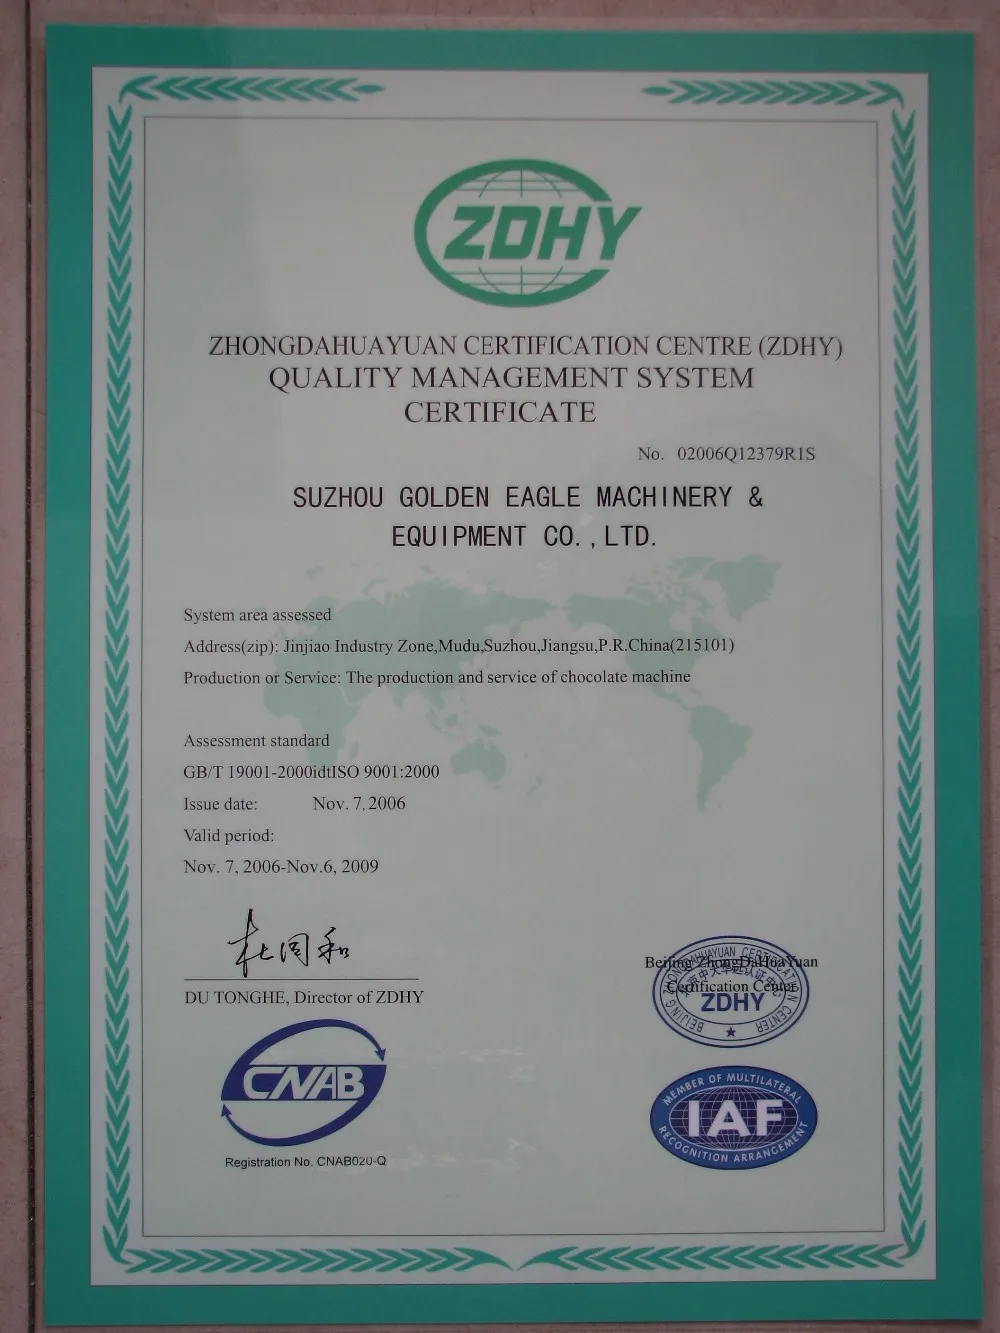 ZDHY
ZHONGDAHUAYUAN CERTIFICATION CENTRE (ZDHY)
QUALITY MANAGEMENT SYSTEM
CERTIFICATE
No. 02006Q12379R1S
SUZHOU GOLDEN EAGLE MACHINERY &
EQUIPMENT CO.,LTD.
System area assessed
Address(zip): Jinjiao Industry Zone,Mudu,Suzhou,Jiangsu,P.R.China(215101)
Production or Service: The production and service of chocolate machine
Assessment standard
GB/T 19001-2000idtISO 9001:2000
Issue date: Nov. 7, 2006
Valid period:
Nov. 7, 2006-Nov.6, 2009
杜同和
DU TONGHE, Director of ZDHY
Beijing ZhongDaHuaYuan
Certification Center
BEIJING ZHONGDAHUAYUAN CERTIFICATION CENTER
ZDHY
CNAB
Registration No. CNAB020-Q
MEMBER OF MULTILATERAL
IAF
RECOGNITION ARRANGEMENT